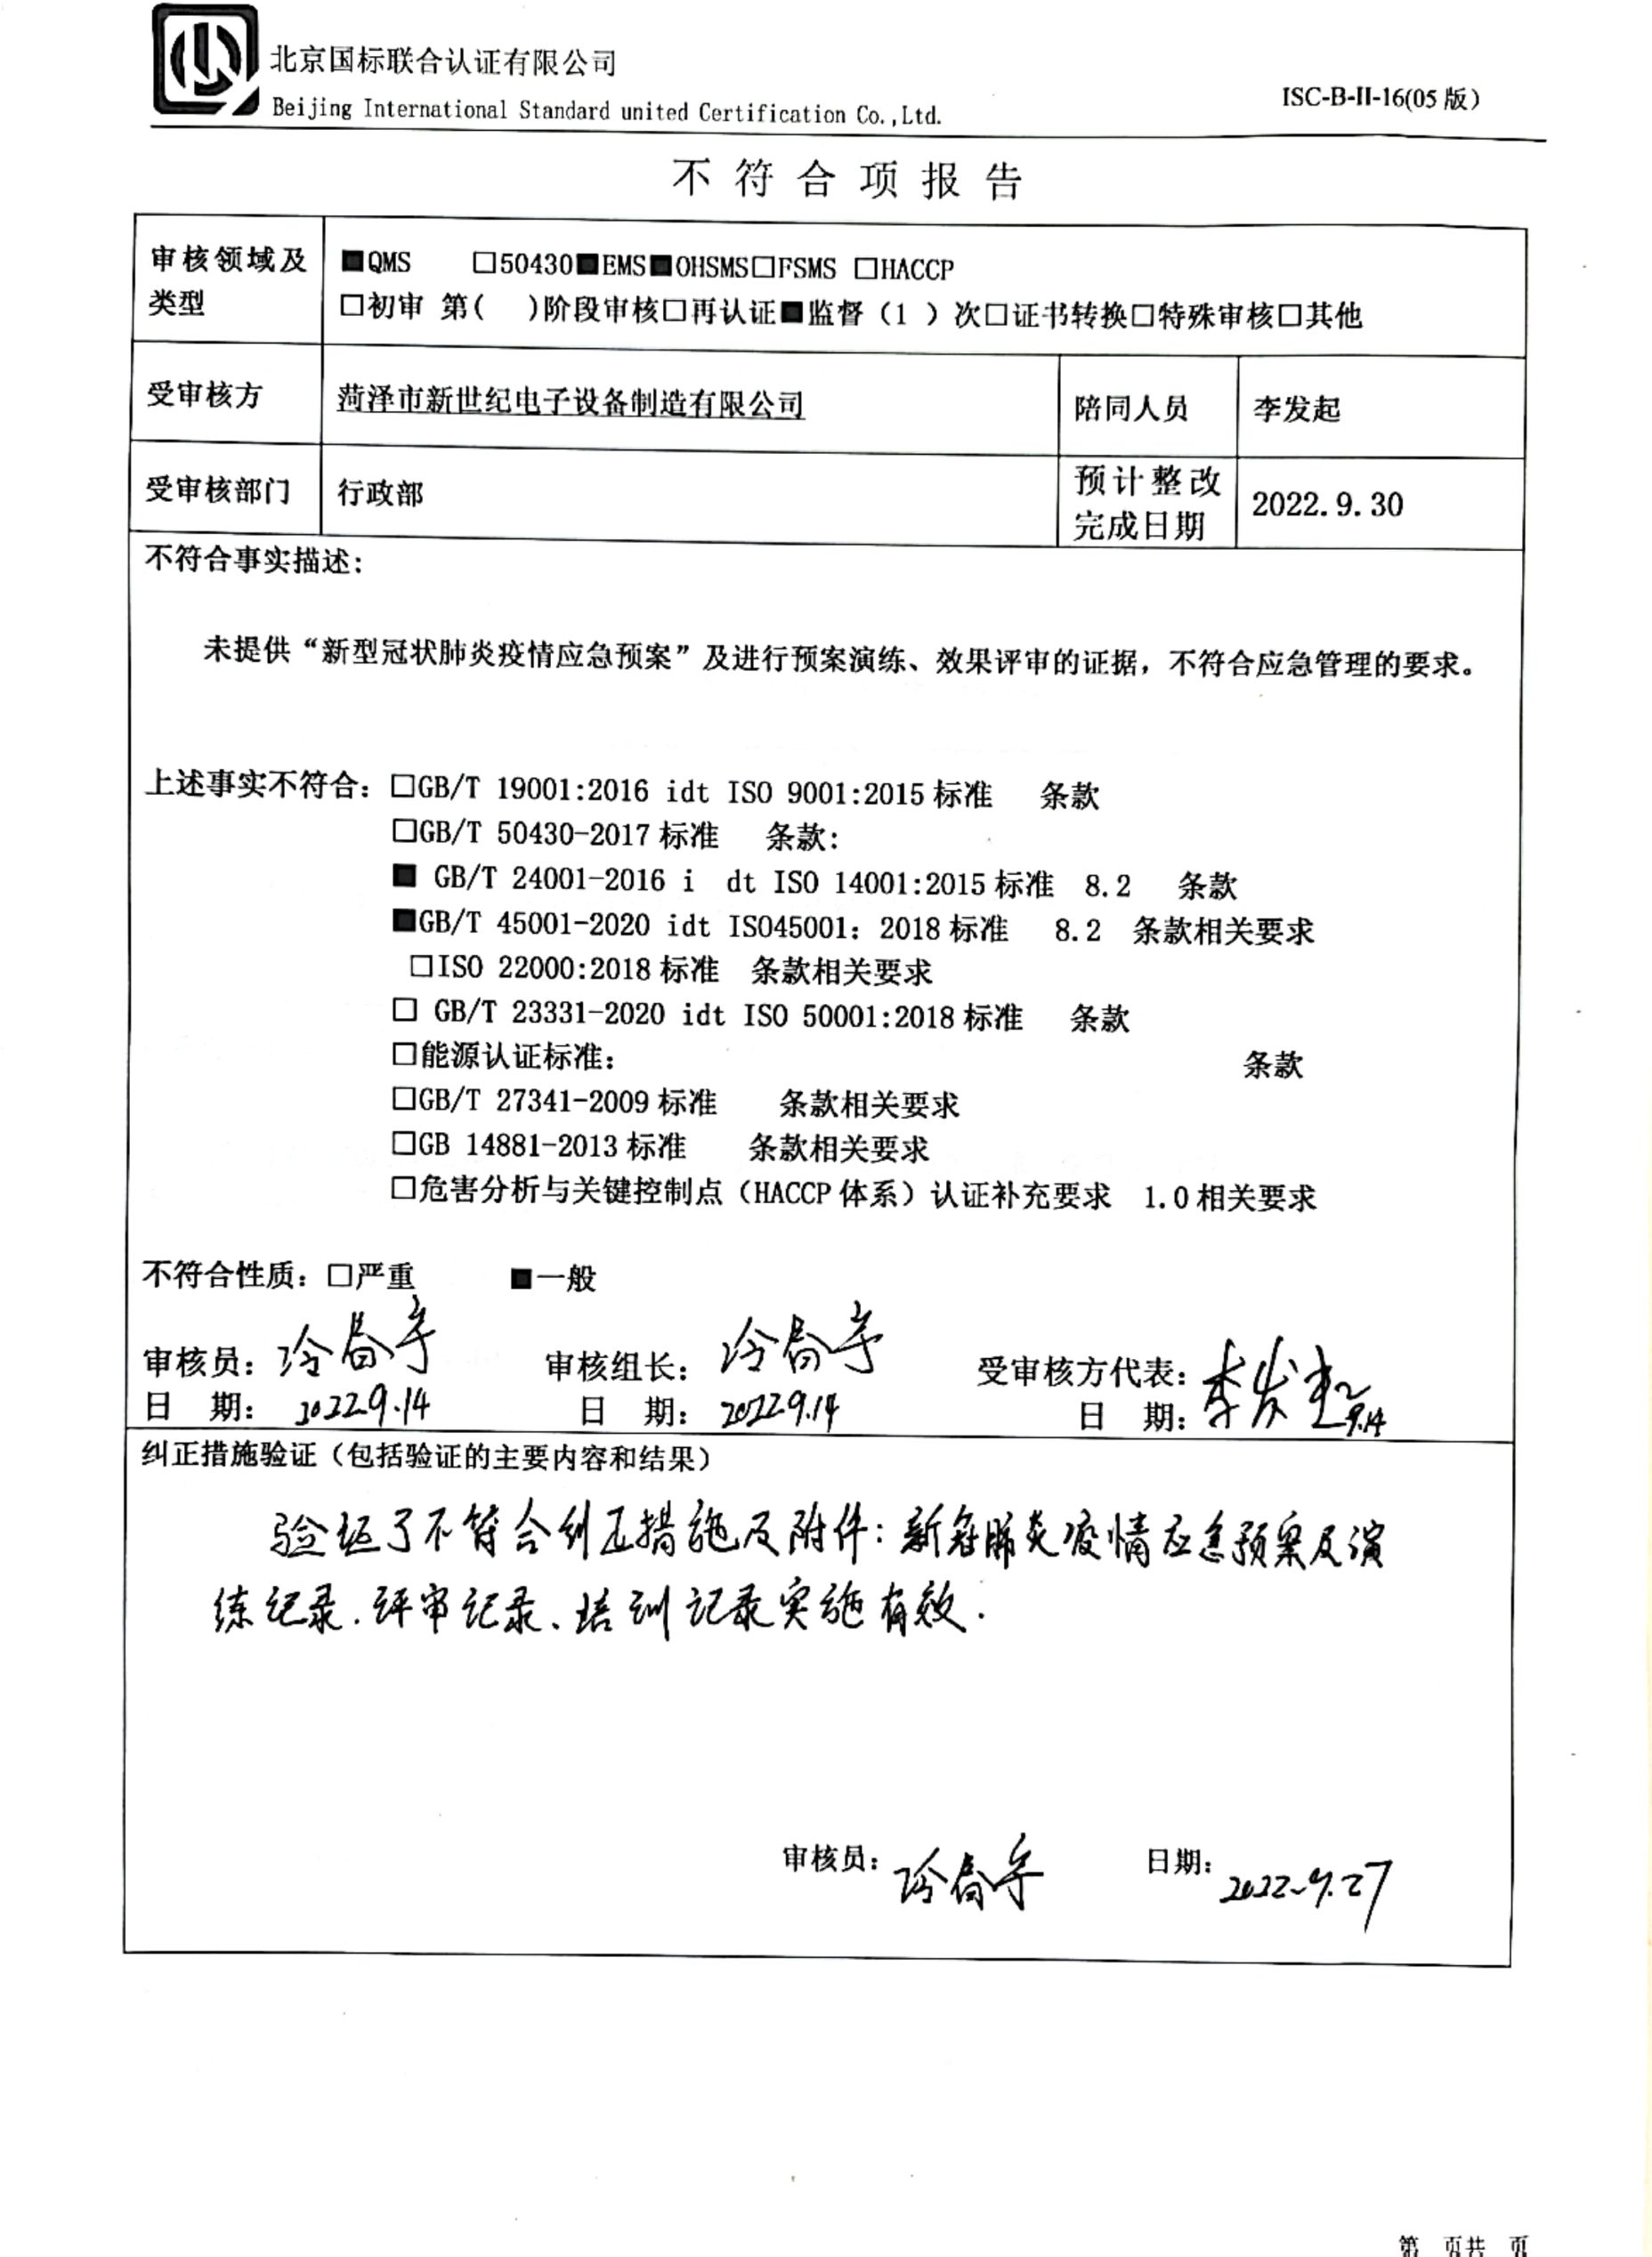 北京国标联合认证有限公司
Beijing International Standard united Certification Co.,Ltd.
ISC-B-II-16(05版)
不符合项报告
审核领域及类型
■QMS □50430■EMS■OHSMS□FSMS □HACCP
□初审 第( )阶段审核□再认证■监督（1 ）次□证书转换□特殊审核□其他
受审核方 菏泽市新世纪电子设备制造有限公司 陪同人员 李发起
受审核部门 行政部 预计整改完成日期 2022.9.30
不符合事实描述：
未提供“新型冠状肺炎疫情应急预案”及进行预案演练、效果评审的证据，不符合应急管理的要求。
上述事实不符合：□GB/T 19001:2016 idt ISO 9001:2015标准 条款
□GB/T 50430-2017标准 条款：
■ GB/T 24001-2016 i dt ISO 14001:2015标准 8.2 条款
■GB/T 45001-2020 idt ISO45001：2018标准 8.2 条款相关要求
□ISO 22000:2018标准 条款相关要求
□ GB/T 23331-2020 idt ISO 50001:2018标准 条款
□能源认证标准： 条款
□GB/T 27341-2009标准 条款相关要求
□GB 14881-2013标准 条款相关要求
□危害分析与关键控制点（HACCP体系）认证补充要求 1.0相关要求
不符合性质：□严重 ■一般
审核员： 审核组长： 受审核方代表：李发起
日 期：2022.9.14 日 期：2022.9.14 日 期：9.14
纠正措施验证（包括验证的主要内容和结果）
验证了不符合纠正措施及附件：新冠肺炎疫情应急预案及演
练记录、评审记录、培训记录实施有效.
审核员： 日期：2022.9.27
第 页共 页